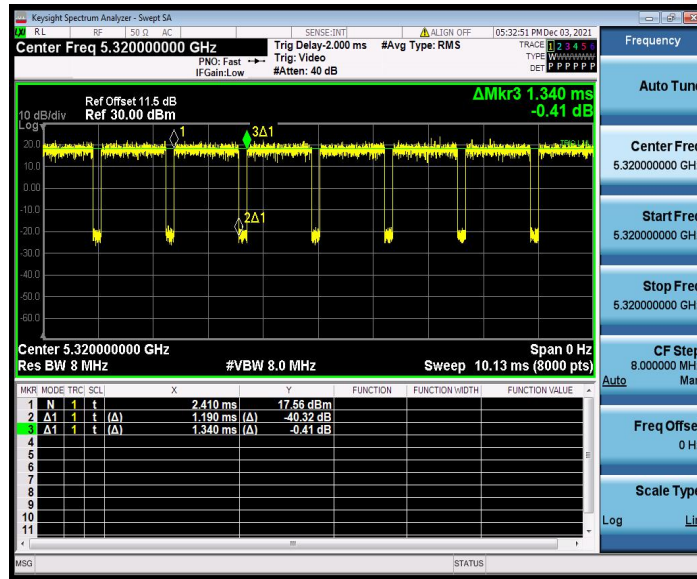 Keysight Spectrum Analyzer - Swept SA
LXI RL RF 50 Ω AC SENSE:INT ALIGN OFF 05:32:51 PM Dec 03, 2021
Center Freq 5.320000000 GHz
PNO: Fast
IFGain:Low
Trig Delay-2.000 ms
Trig: Video
#Atten: 40 dB
#Avg Type: RMS
TRACE 1 2 3 4 5 6
TYPE WWWWWW
DET P P P P P P
Frequency
Auto Tune
Center Freq
5.320000000 GH
Start Freq
5.320000000 GH
Stop Freq
5.320000000 GH
CF Step
8.000000 MH
Auto Man
Freq Offse
0 H
Scale Type
Log Lin
ΔMkr3 1.340 ms
-0.41 dB
Ref Offset 11.5 dB
10 dB/div Ref 30.00 dBm
Log
20.0
10.0
0.00
-10.0
-20.0
-30.0
-50.0
-60.0
1
3Δ1
2Δ1
Center 5.320000000 GHz Span 0 Hz
Res BW 8 MHz #VBW 8.0 MHz Sweep 10.13 ms (8000 pts)
MKR MODE TRC SCL X Y FUNCTION FUNCTION WIDTH FUNCTION VALUE
1 N 1 t 2.410 ms 17.56 dBm
2 Δ1 1 t (Δ) 1.190 ms (Δ) -40.32 dB
3 Δ1 1 t (Δ) 1.340 ms (Δ) -0.41 dB
4
5
6
7
8
9
10
11
MSG STATUS